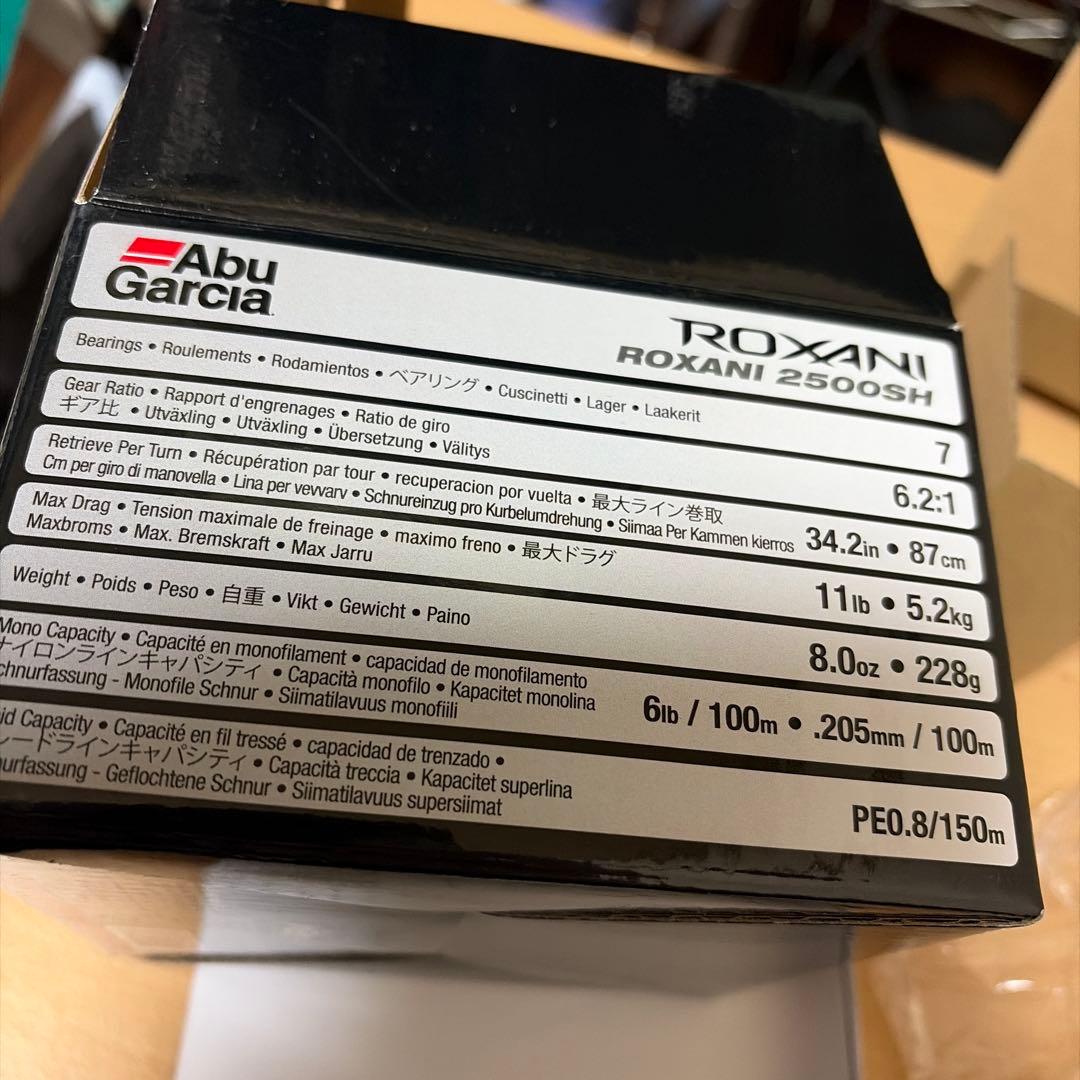 Abu
Garcia
ROXANI
ROXANI 2500SH
Bearings • Roulements • Rodamientos • ベアリング • Cuscinetti • Lager • Laakerit
7
Gear Ratio • Rapport d'engrenages • Ratio de giro
ギア比 • Utväxling • Utväxling • Übersetzung • Välitys
6.2:1
Retrieve Per Turn • Récupération par tour • recuperacion por vuelta • 最大ライン巻取
Cm per giro di manovella • Lina per vevvarv • Schnureinzug pro Kurbelumdrehung • Siimaa Per Kammen kierros
34.2in • 87cm
Max Drag • Tension maximale de freinage • maximo freno • 最大ドラグ
Maxbroms • Max. Bremskraft • Max Jarru
11lb • 5.2kg
Weight • Poids • Peso • 自重 • Vikt • Gewicht • Paino
8.0oz • 228g
Mono Capacity • Capacité en monofilament • capacidad de monofilamento
ナイロンラインキャパシティ • Capacità monofilo • Kapacitet monolina
chnurfassung - Monofile Schnur • Siimatilavuus monofiili
6lb / 100m • .205mm / 100m
id Capacity • Capacité en fil tressé • capacidad de trenzado •
レードラインキャパシティ • Capacità treccia • Kapacitet superlina
urfassung - Geflochtene Schnur • Siimatilavuus supersiimat
PE0.8/150m